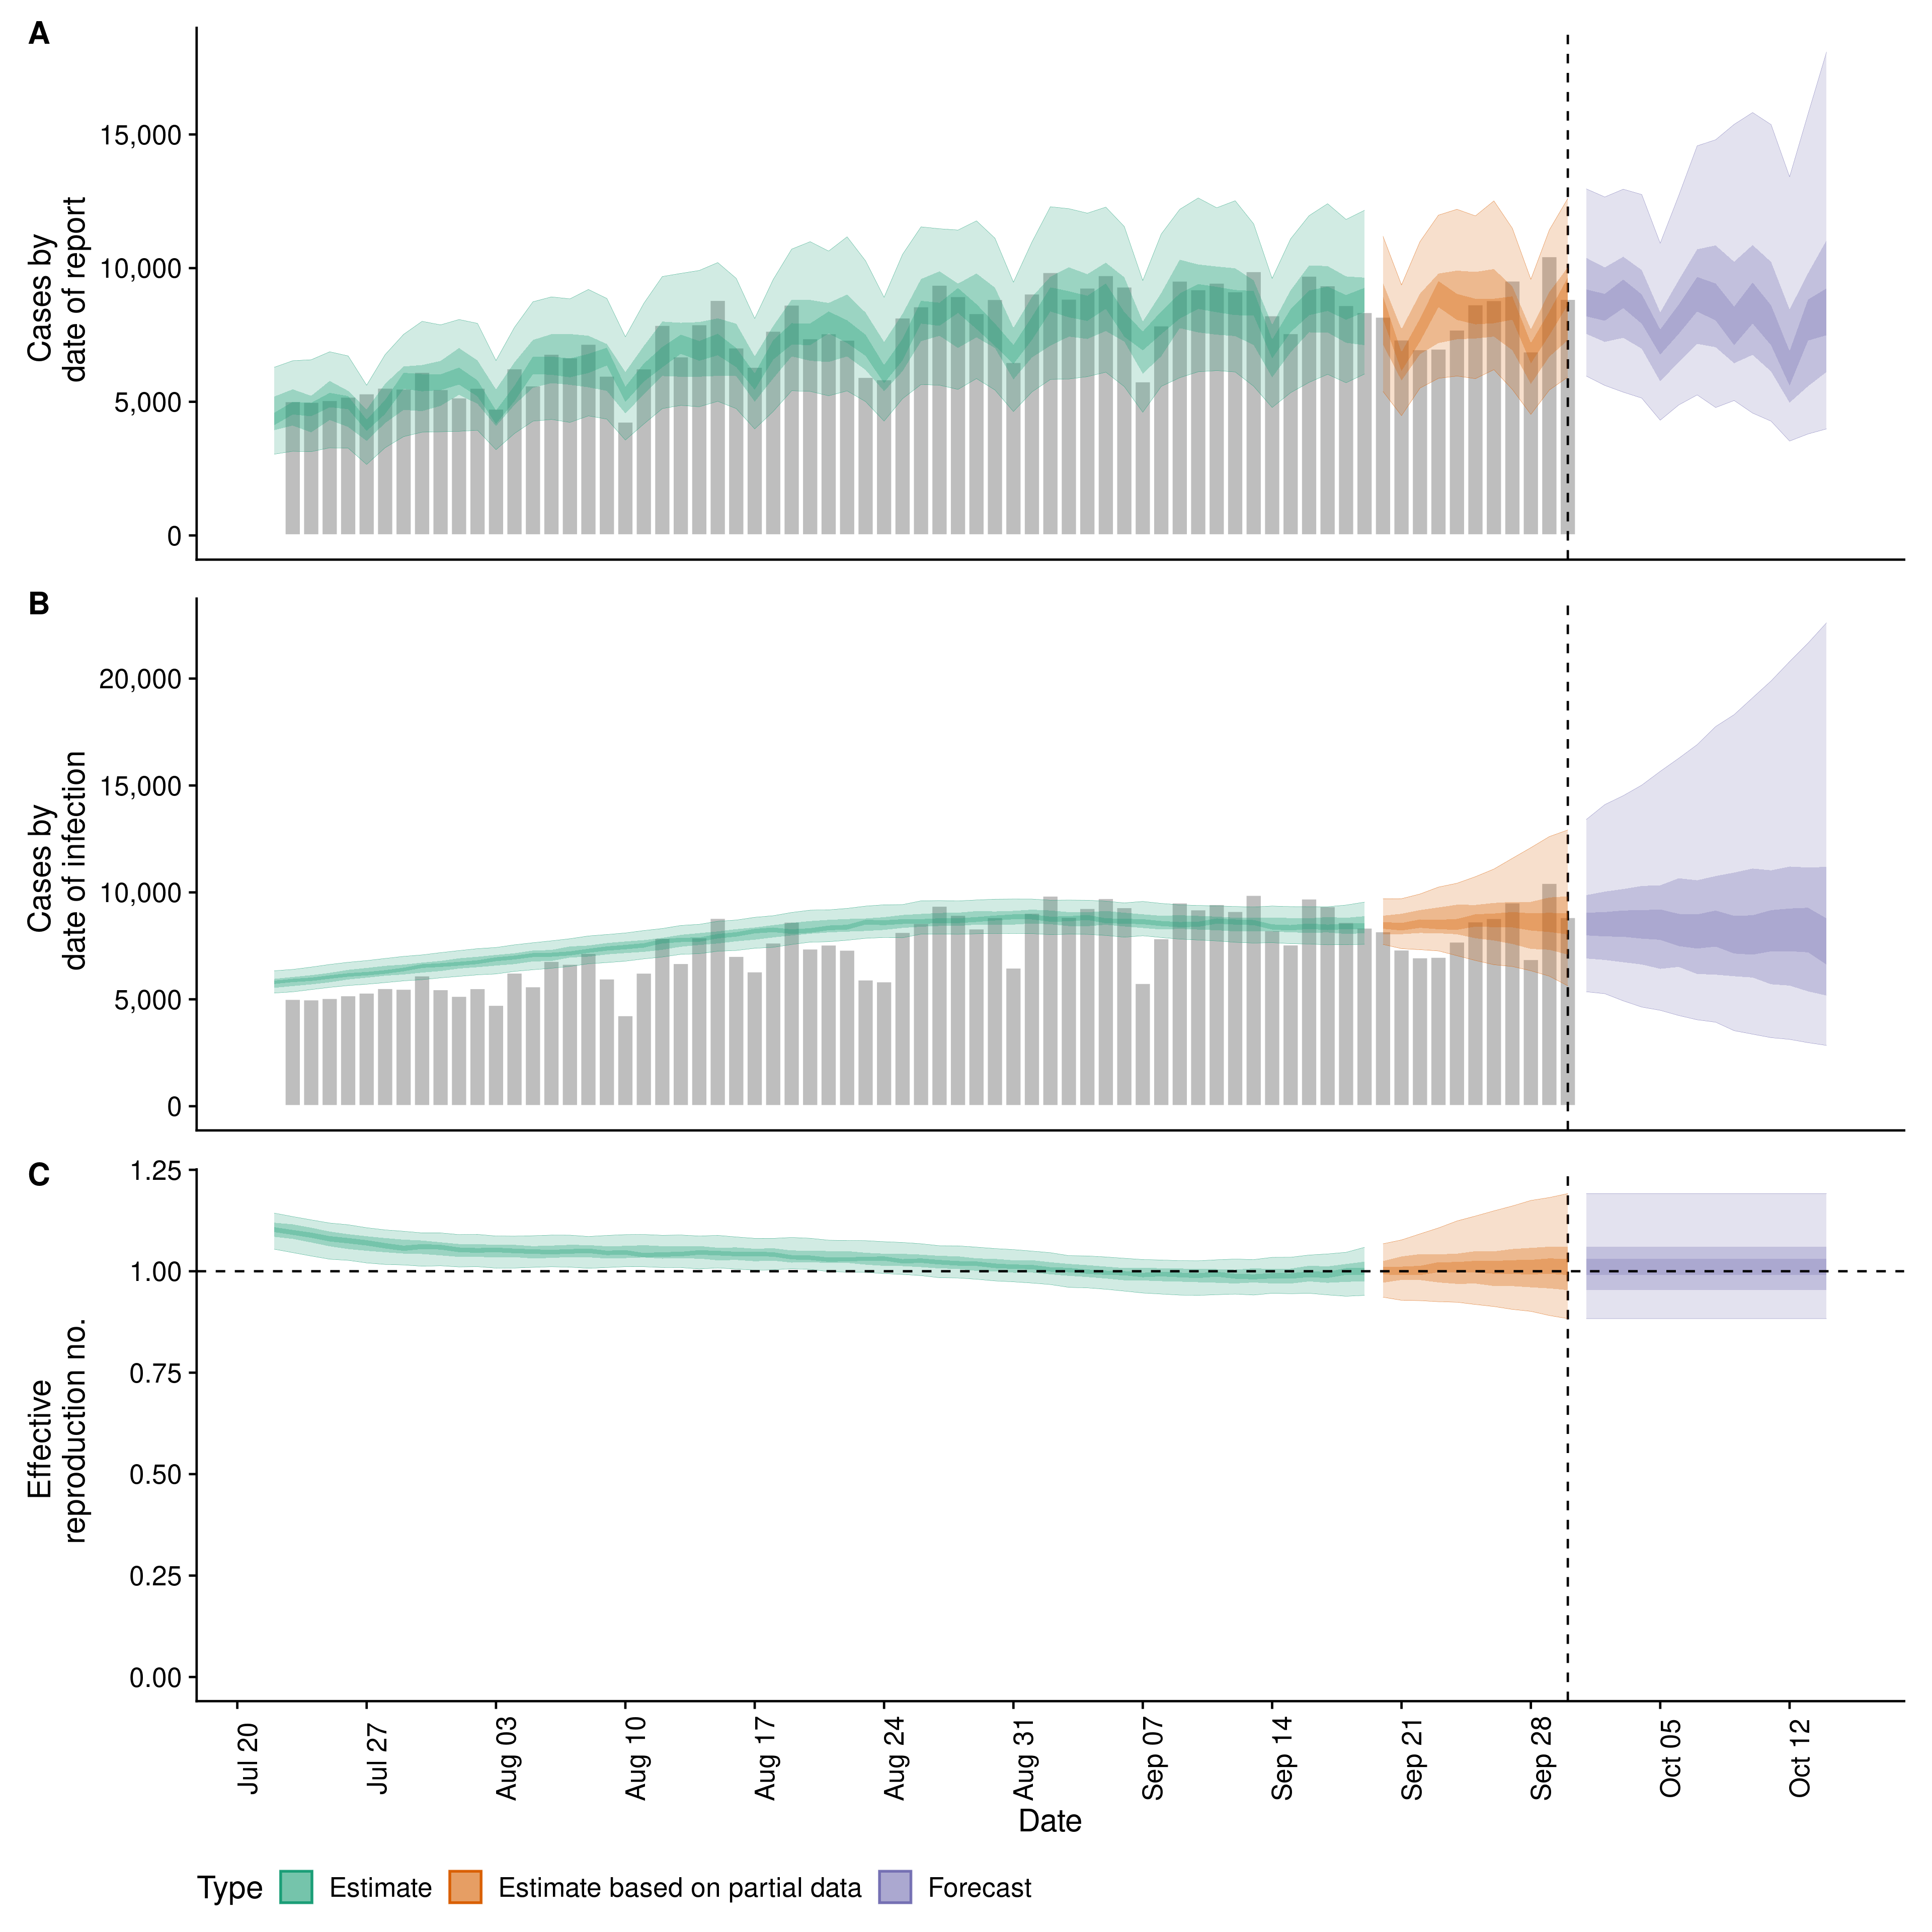 A
Cases by
date of report
15,000
10,000
5,000
0
B
Cases by
date of infection
20,000
15,000
10,000
5,000
0
C
Effective
reproduction no.
1.25
1.00
0.75
0.50
0.25
0.00
Jul 20
Jul 27
Aug 03
Aug 10
Aug 17
Aug 24
Aug 31
Sep 07
Sep 14
Sep 21
Sep 28
Oct 05
Oct 12
Date
Type Estimate Estimate based on partial data Forecast